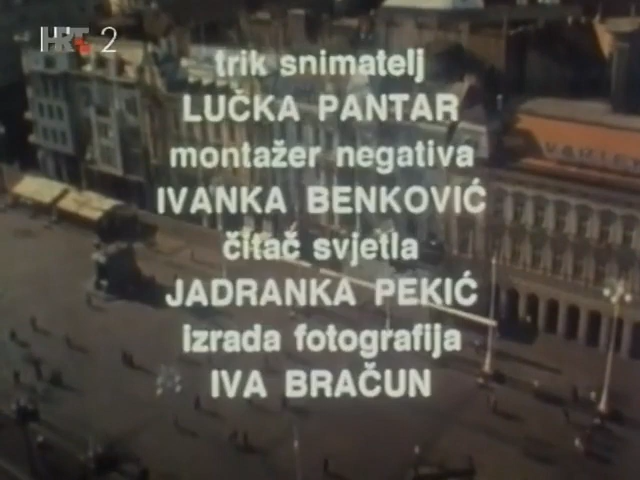 HRT 2
trik snimatelj
LUČKA PANTAR
montažer negativa
IVANKA BENKOVIĆ
čitač svjetla
JADRANKA PEKIĆ
izrada fotografija
IVA BRAČUN